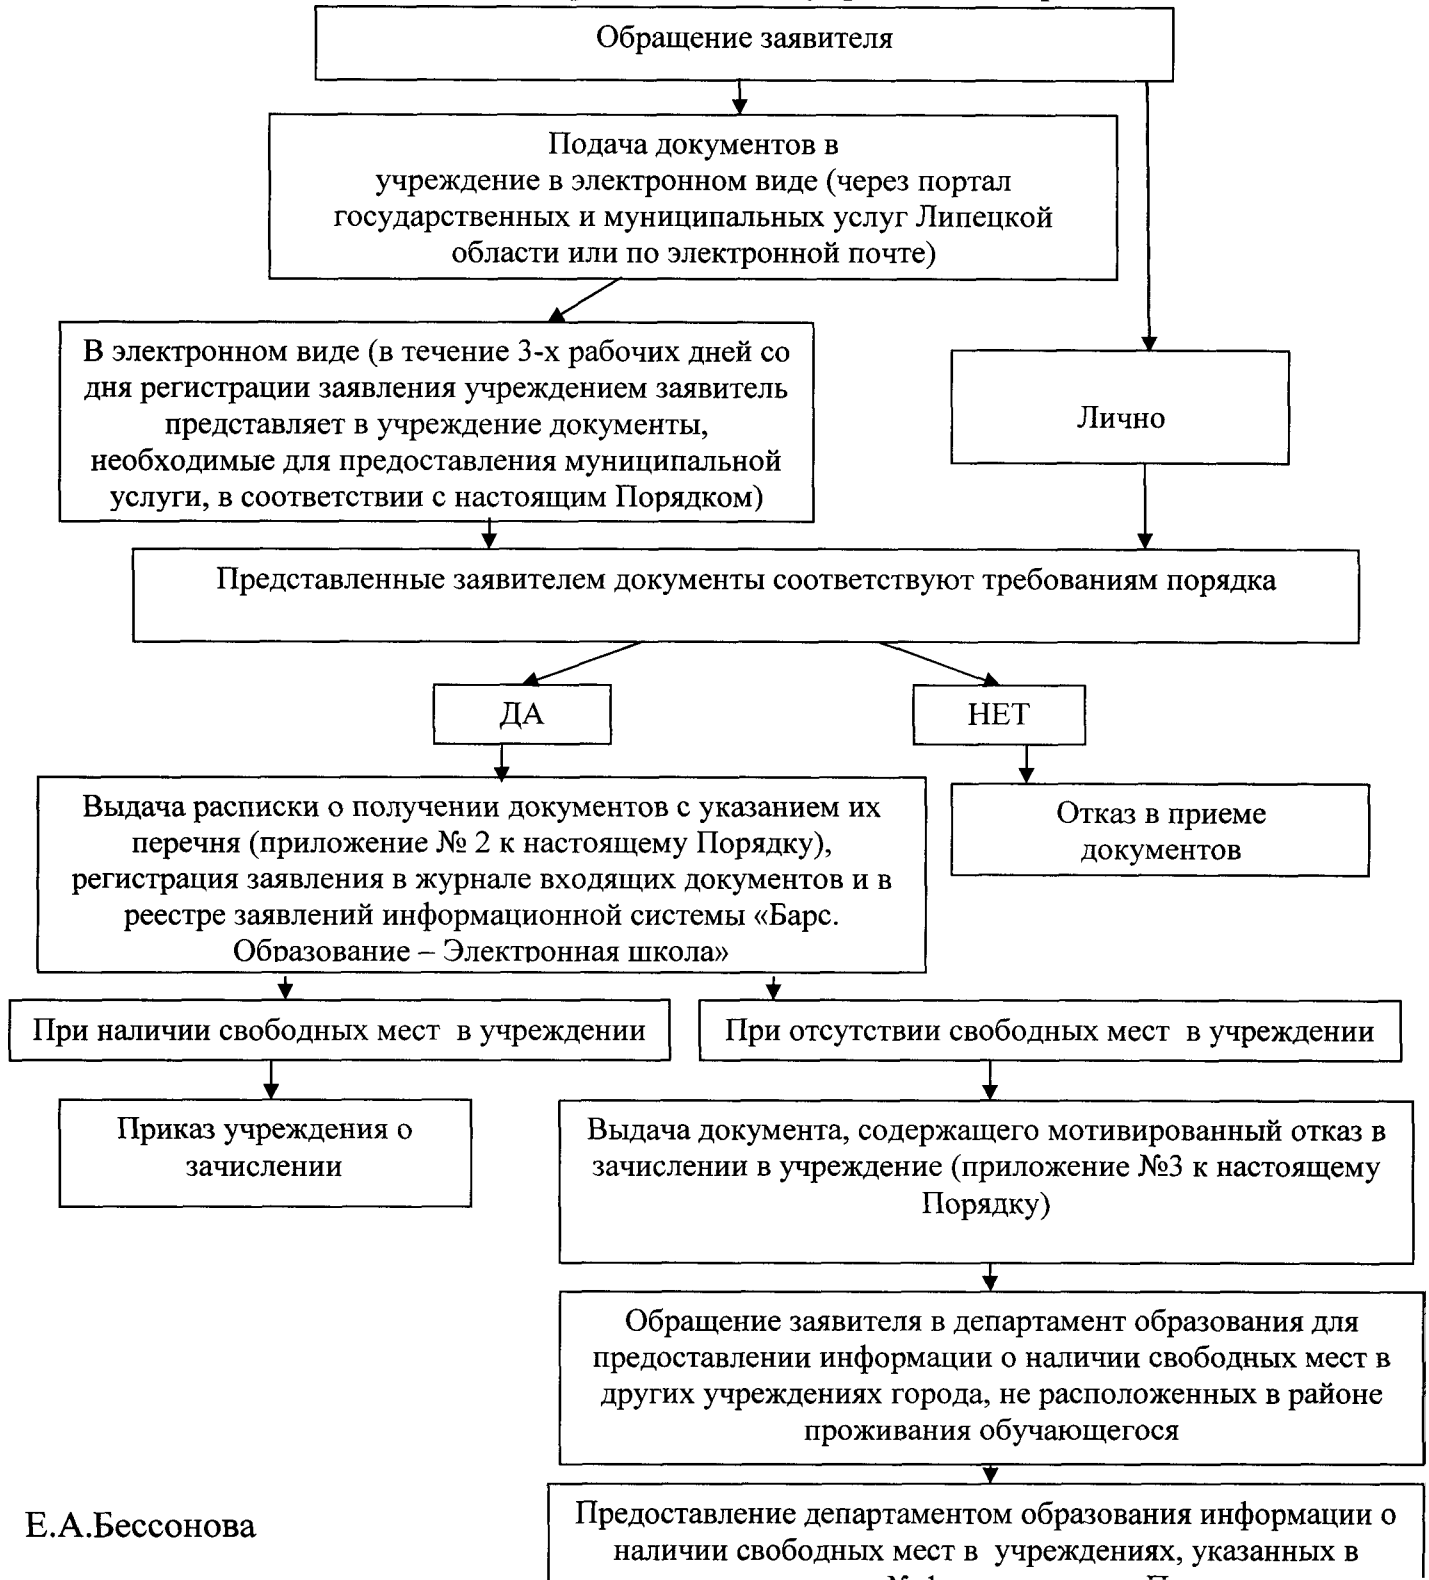 Обращение заявителя
Подача документов в
учреждение в электронном виде (через портал
государственных и муниципальных услуг Липецкой
области или по электронной почте)
В электронном виде (в течение 3-х рабочих дней со
дня регистрации заявления учреждением заявитель
представляет в учреждение документы,
необходимые для предоставления муниципальной
услуги, в соответствии с настоящим Порядком)
Лично
Представленные заявителем документы соответствуют требованиям порядка
ДА
НЕТ
Выдача расписки о получении документов с указанием их
перечня (приложение № 2 к настоящему Порядку),
регистрация заявления в журнале входящих документов и в
реестре заявлений информационной системы «Барс.
Образование – Электронная школа»
Отказ в приеме
документов
При наличии свободных мест в учреждении
При отсутствии свободных мест в учреждении
Приказ учреждения о
зачислении
Выдача документа, содержащего мотивированный отказ в
зачислении в учреждение (приложение №3 к настоящему
Порядку)
Обращение заявителя в департамент образования для
предоставлении информации о наличии свободных мест в
других учреждениях города, не расположенных в районе
проживания обучающегося
Е.А.Бессонова
Предоставление департаментом образования информации о
наличии свободных мест в учреждениях, указанных в